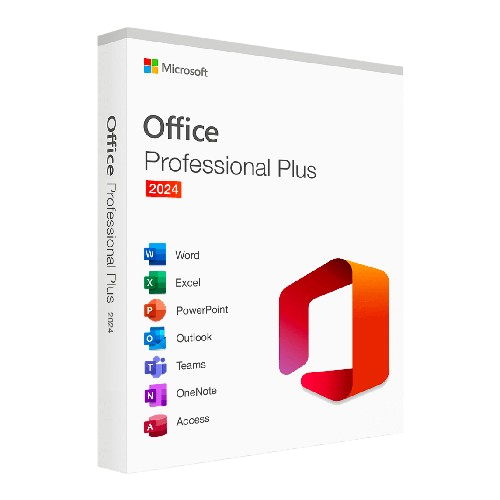 Microsoft
Office
Professional Plus
2024
W Word
X Excel
P PowerPoint
O Outlook
T Teams
N OneNote
A Access
Office Professional Plus 2024